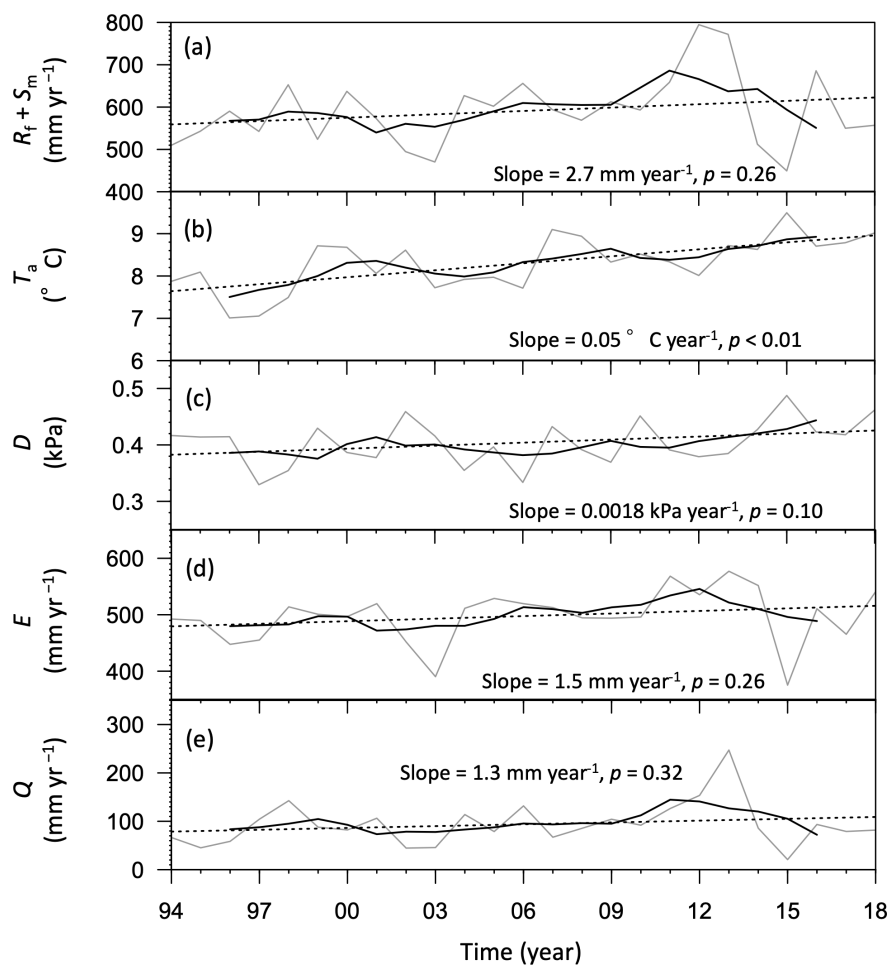 800
(a)
700
600
500
400
R_f + S_m
(mm yr⁻¹)
Slope = 2.7 mm year⁻¹, p = 0.26
(b)
9
8
7
6
T_a
(° C)
Slope = 0.05 ° C year⁻¹, p < 0.01
(c)
0.5
0.4
0.3
D
(kPa)
Slope = 0.0018 kPa year⁻¹, p = 0.10
(d)
600
500
400
E
(mm yr⁻¹)
Slope = 1.5 mm year⁻¹, p = 0.26
(e)
300
200
100
0
Q
(mm yr⁻¹)
Slope = 1.3 mm year⁻¹, p = 0.32
94 97 00 03 06 09 12 15 18
Time (year)